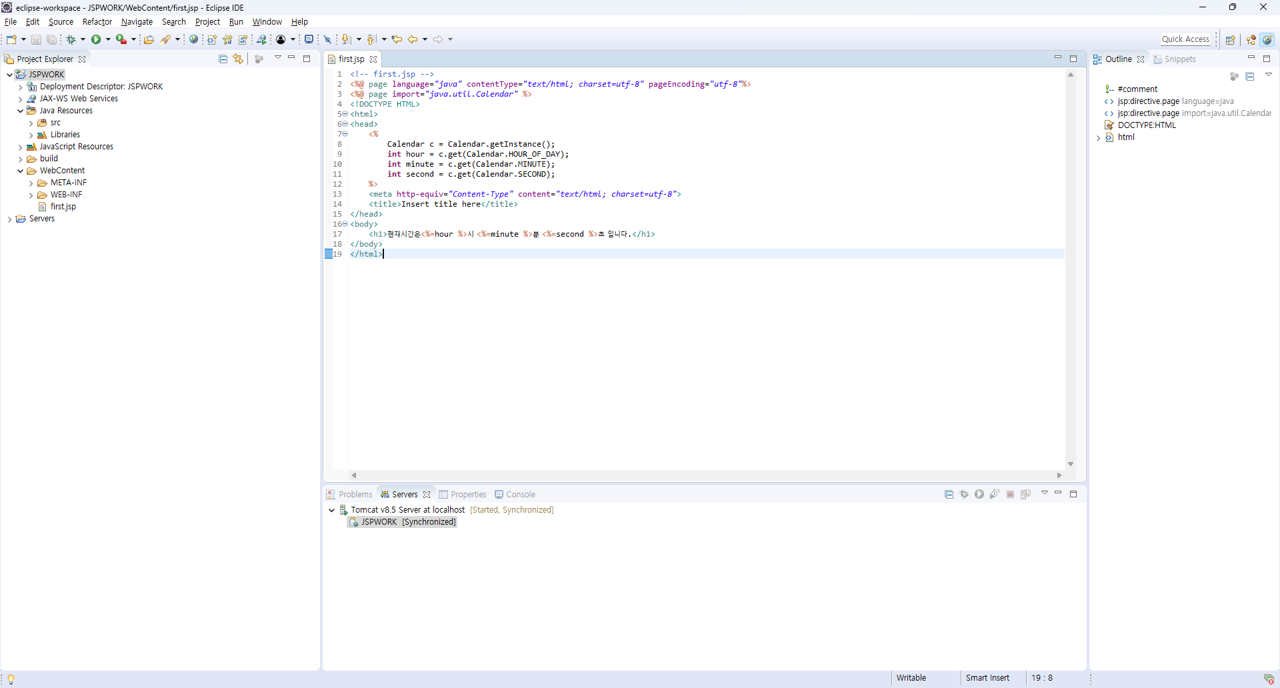 eclipse-workspace - JSPWORK/WebContent/first.jsp - Eclipse IDE
File Edit Source Refactor Navigate Search Project Run Window Help
Quick Access
Project Explorer
JSPWORK
Deployment Descriptor: JSPWORK
JAX-WS Web Services
Java Resources
src
Libraries
JavaScript Resources
build
WebContent
META-INF
WEB-INF
first.jsp
Servers
first.jsp
1 <!-- first.jsp -->
2 <%@ page language="java" contentType="text/html; charset=utf-8" pageEncoding="utf-8"%>
3 <%@ page import="java.util.Calendar" %>
4 <!DOCTYPE HTML>
5 <html>
6 <head>
7 <%
8 Calendar c = Calendar.getInstance();
9 int hour = c.get(Calendar.HOUR_OF_DAY);
10 int minute = c.get(Calendar.MINUTE);
11 int second = c.get(Calendar.SECOND);
12 %>
13 <meta http-equiv="Content-Type" content="text/html; charset=utf-8">
14 <title>Insert title here</title>
15 </head>
16 <body>
17 <h1>현재시간은<%=hour %>시 <%=minute %>분 <%=second %>초 입니다.</h1>
18 </body>
19 </html>
Outline Snippets
#comment
jsp:directive.page language=java
jsp:directive.page import=java.util.Calendar
DOCTYPE:HTML
html
Problems Servers Properties Console
Tomcat v8.5 Server at localhost [Started, Synchronized]
JSPWORK [Synchronized]
Writable Smart Insert 19 : 8